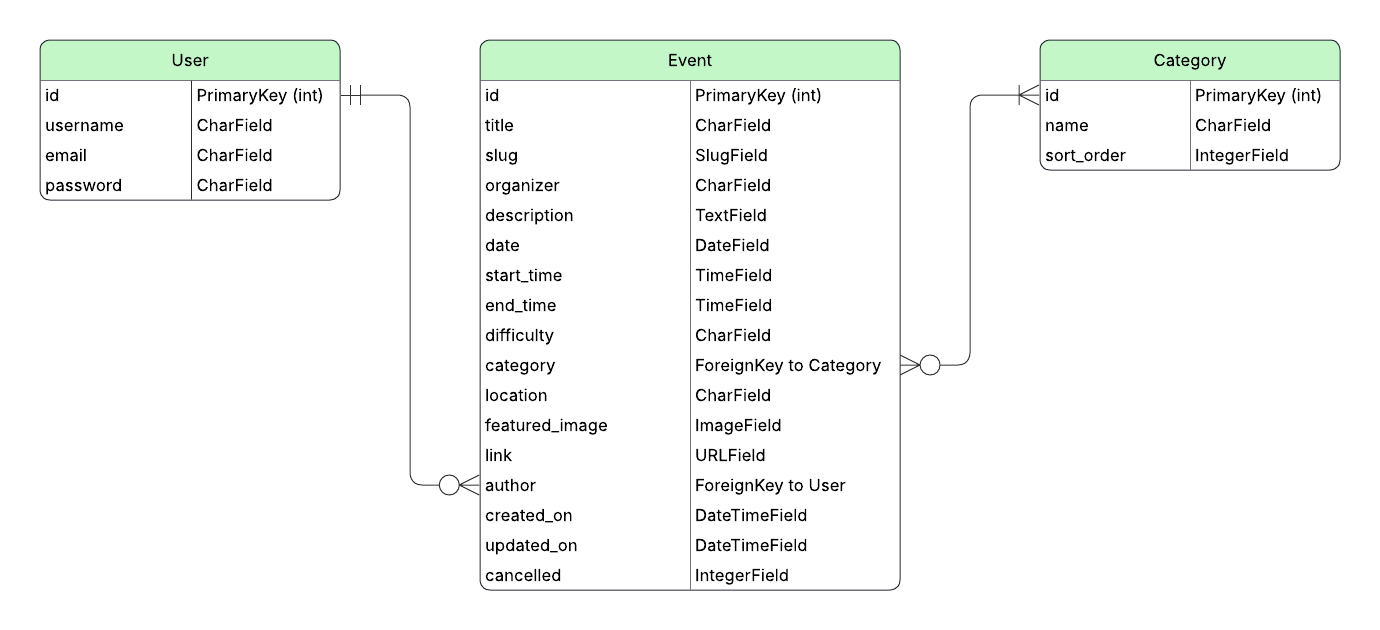 User
id PrimaryKey (int)
username CharField
email CharField
password CharField
Event
id PrimaryKey (int)
title CharField
slug SlugField
organizer CharField
description TextField
date DateField
start_time TimeField
end_time TimeField
difficulty CharField
category ForeignKey to Category
location CharField
featured_image ImageField
link URLField
author ForeignKey to User
created_on DateTimeField
updated_on DateTimeField
cancelled IntegerField
Category
id PrimaryKey (int)
name CharField
sort_order IntegerField